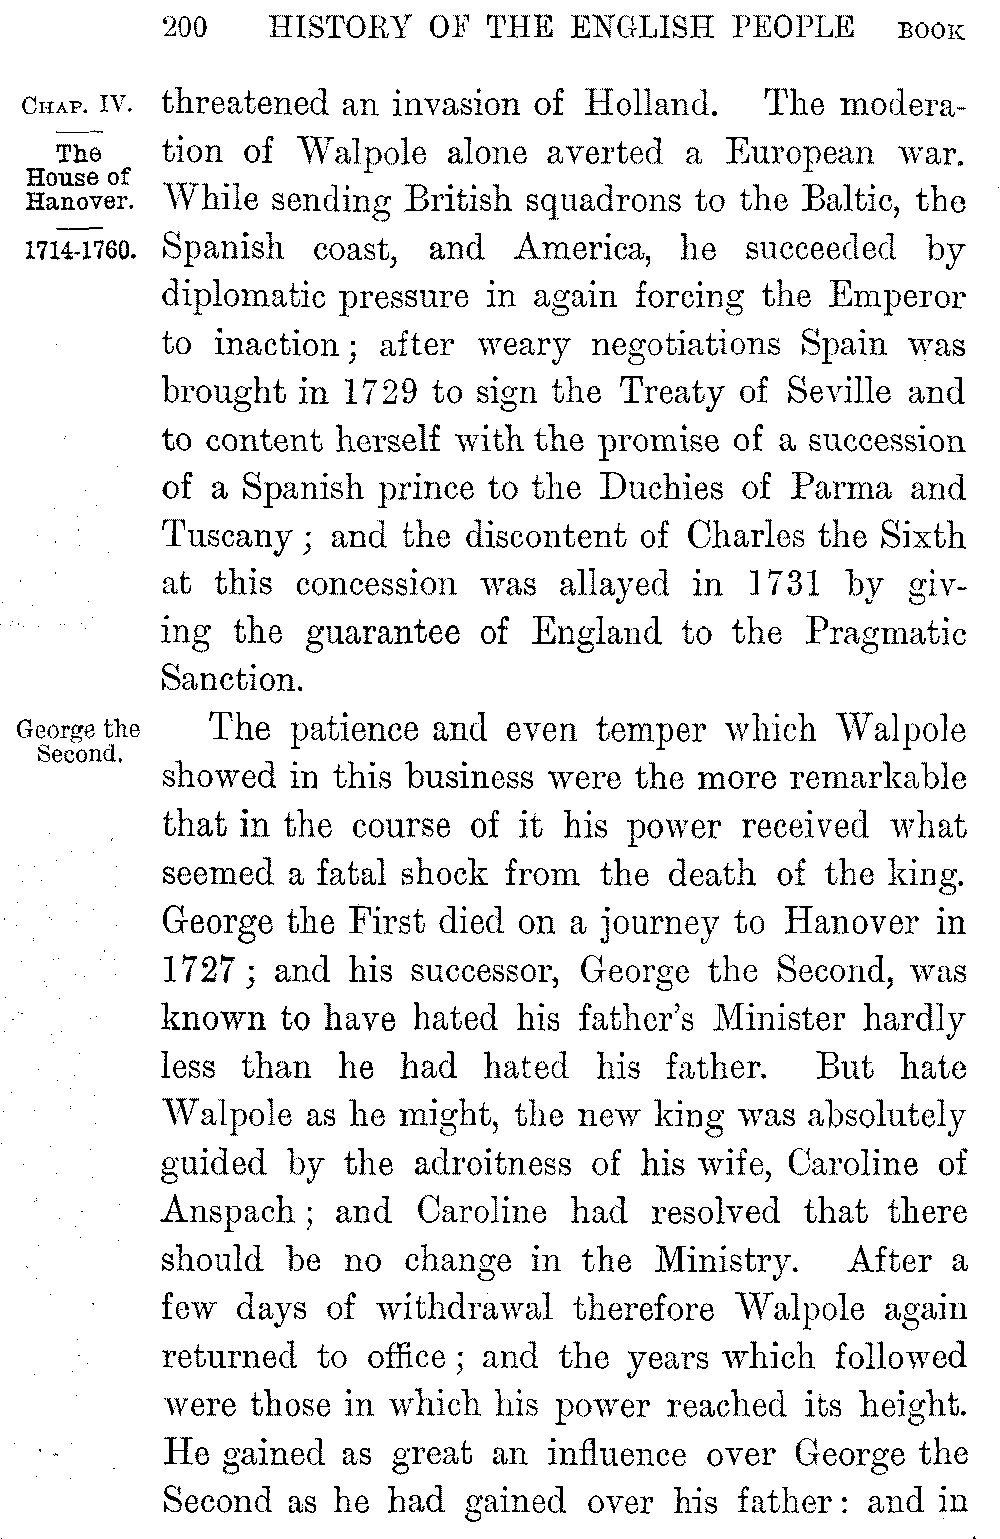 200 HISTORY OF THE ENGLISH PEOPLE BOOK
CHAP. IV.
The
House of
Hanover.
1714-1760.
threatened an invasion of Holland. The modera-
tion of Walpole alone averted a European war.
While sending British squadrons to the Baltic, the
Spanish coast, and America, he succeeded by
diplomatic pressure in again forcing the Emperor
to inaction; after weary negotiations Spain was
brought in 1729 to sign the Treaty of Seville and
to content herself with the promise of a succession
of a Spanish prince to the Duchies of Parma and
Tuscany; and the discontent of Charles the Sixth
at this concession was allayed in 1731 by giv-
ing the guarantee of England to the Pragmatic
Sanction.
George the
Second.
The patience and even temper which Walpole
showed in this business were the more remarkable
that in the course of it his power received what
seemed a fatal shock from the death of the king.
George the First died on a journey to Hanover in
1727; and his successor, George the Second, was
known to have hated his father's Minister hardly
less than he had hated his father. But hate
Walpole as he might, the new king was absolutely
guided by the adroitness of his wife, Caroline of
Anspach; and Caroline had resolved that there
should be no change in the Ministry. After a
few days of withdrawal therefore Walpole again
returned to office; and the years which followed
were those in which his power reached its height.
He gained as great an influence over George the
Second as he had gained over his father: and in